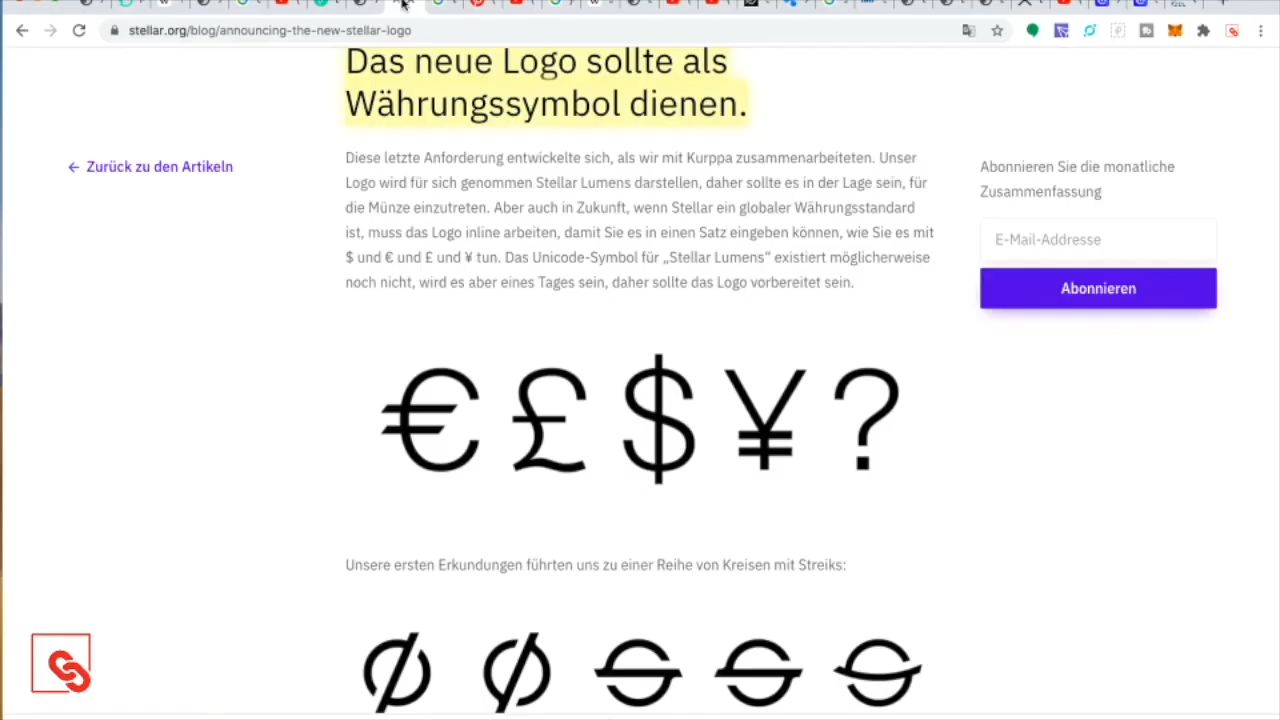 stellar.org/blog/announcing-the-new-stellar-logo
Das neue Logo sollte als
Währungssymbol dienen.
← Zurück zu den Artikeln
Diese letzte Anforderung entwickelte sich, als wir mit Kurppa zusammenarbeiteten. Unser
Logo wird für sich genommen Stellar Lumens darstellen, daher sollte es in der Lage sein, für
die Münze einzutreten. Aber auch in Zukunft, wenn Stellar ein globaler Währungsstandard
ist, muss das Logo inline arbeiten, damit Sie es in einen Satz eingeben können, wie Sie es mit
$ und € und £ und ¥ tun. Das Unicode-Symbol für „Stellar Lumens“ existiert möglicherweise
noch nicht, wird es aber eines Tages sein, daher sollte das Logo vorbereitet sein.
Abonnieren Sie die monatliche
Zusammenfassung
E-Mail-Addresse
Abonnieren
€ £ $ ¥ ?
Unsere ersten Erkundungen führten uns zu einer Reihe von Kreisen mit Streiks: